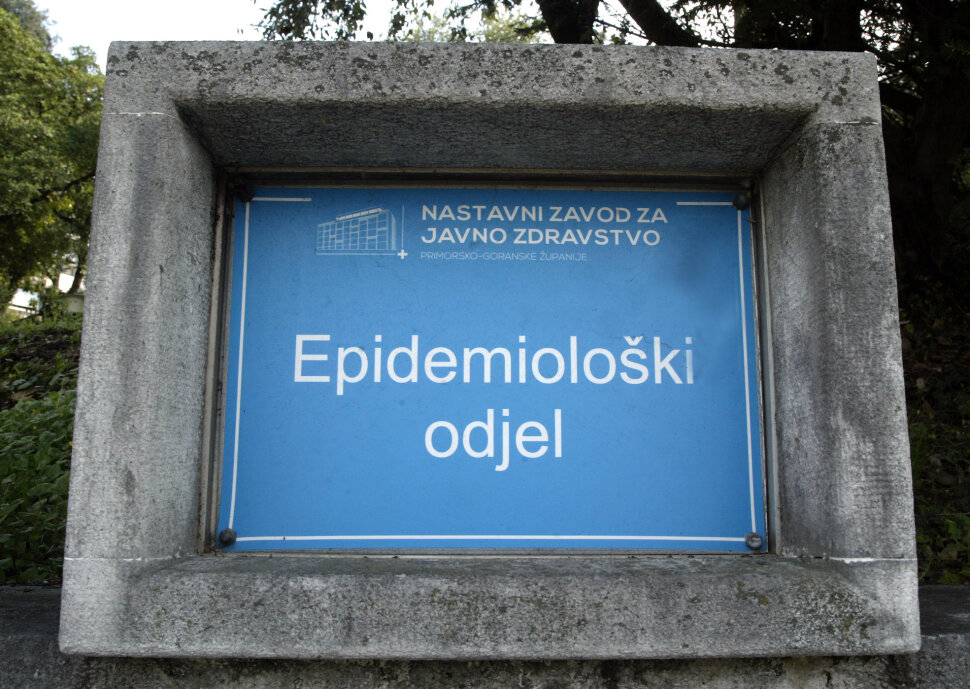 NASTAVNI ZAVOD ZA
JAVNO ZDRAVSTVO
PRIMORSKO-GORANSKE ŽUPANIJE
Epidemiološki
odjel